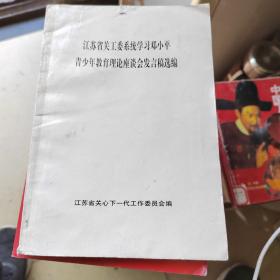 江苏省关工委系统学习邓小平
青少年教育理论座谈会发言稿选编
江苏省关心下一代工作委员会编
中